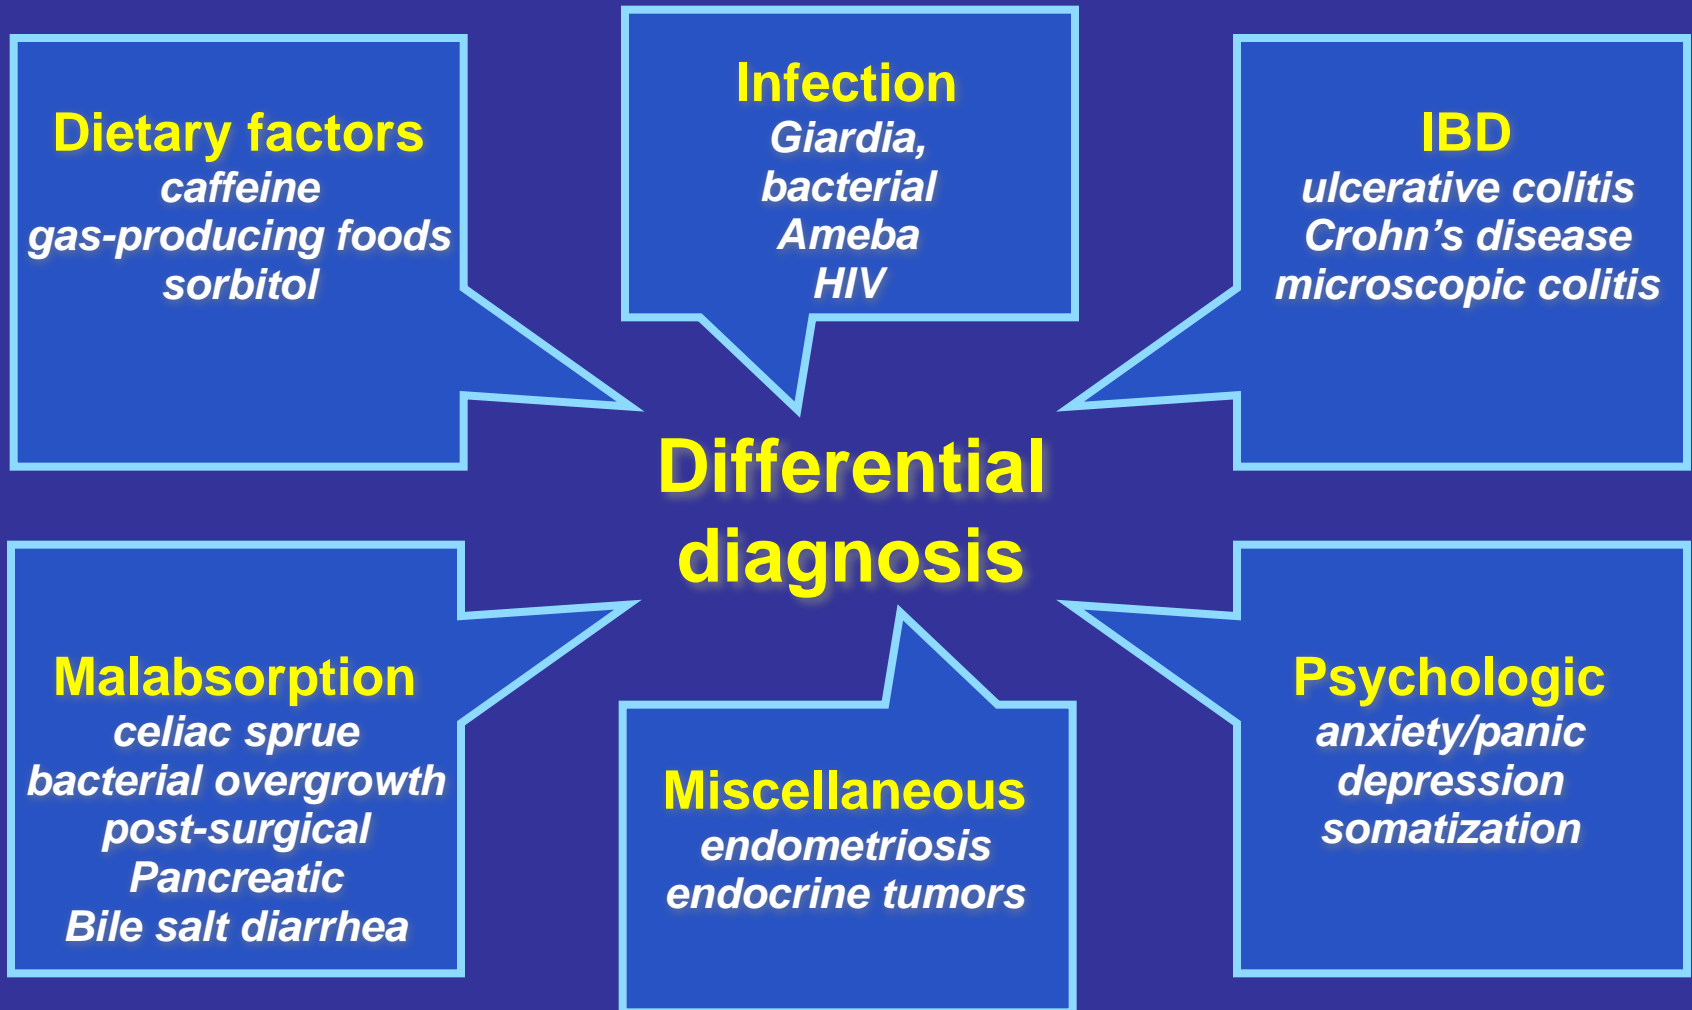 Dietary factors
caffeine
gas-producing foods
sorbitol
Infection
Giardia,
bacterial
Ameba
HIV
IBD
ulcerative colitis
Crohn’s disease
microscopic colitis
Differential
diagnosis
Malabsorption
celiac sprue
bacterial overgrowth
post-surgical
Pancreatic
Bile salt diarrhea
Miscellaneous
endometriosis
endocrine tumors
Psychologic
anxiety/panic
depression
somatization